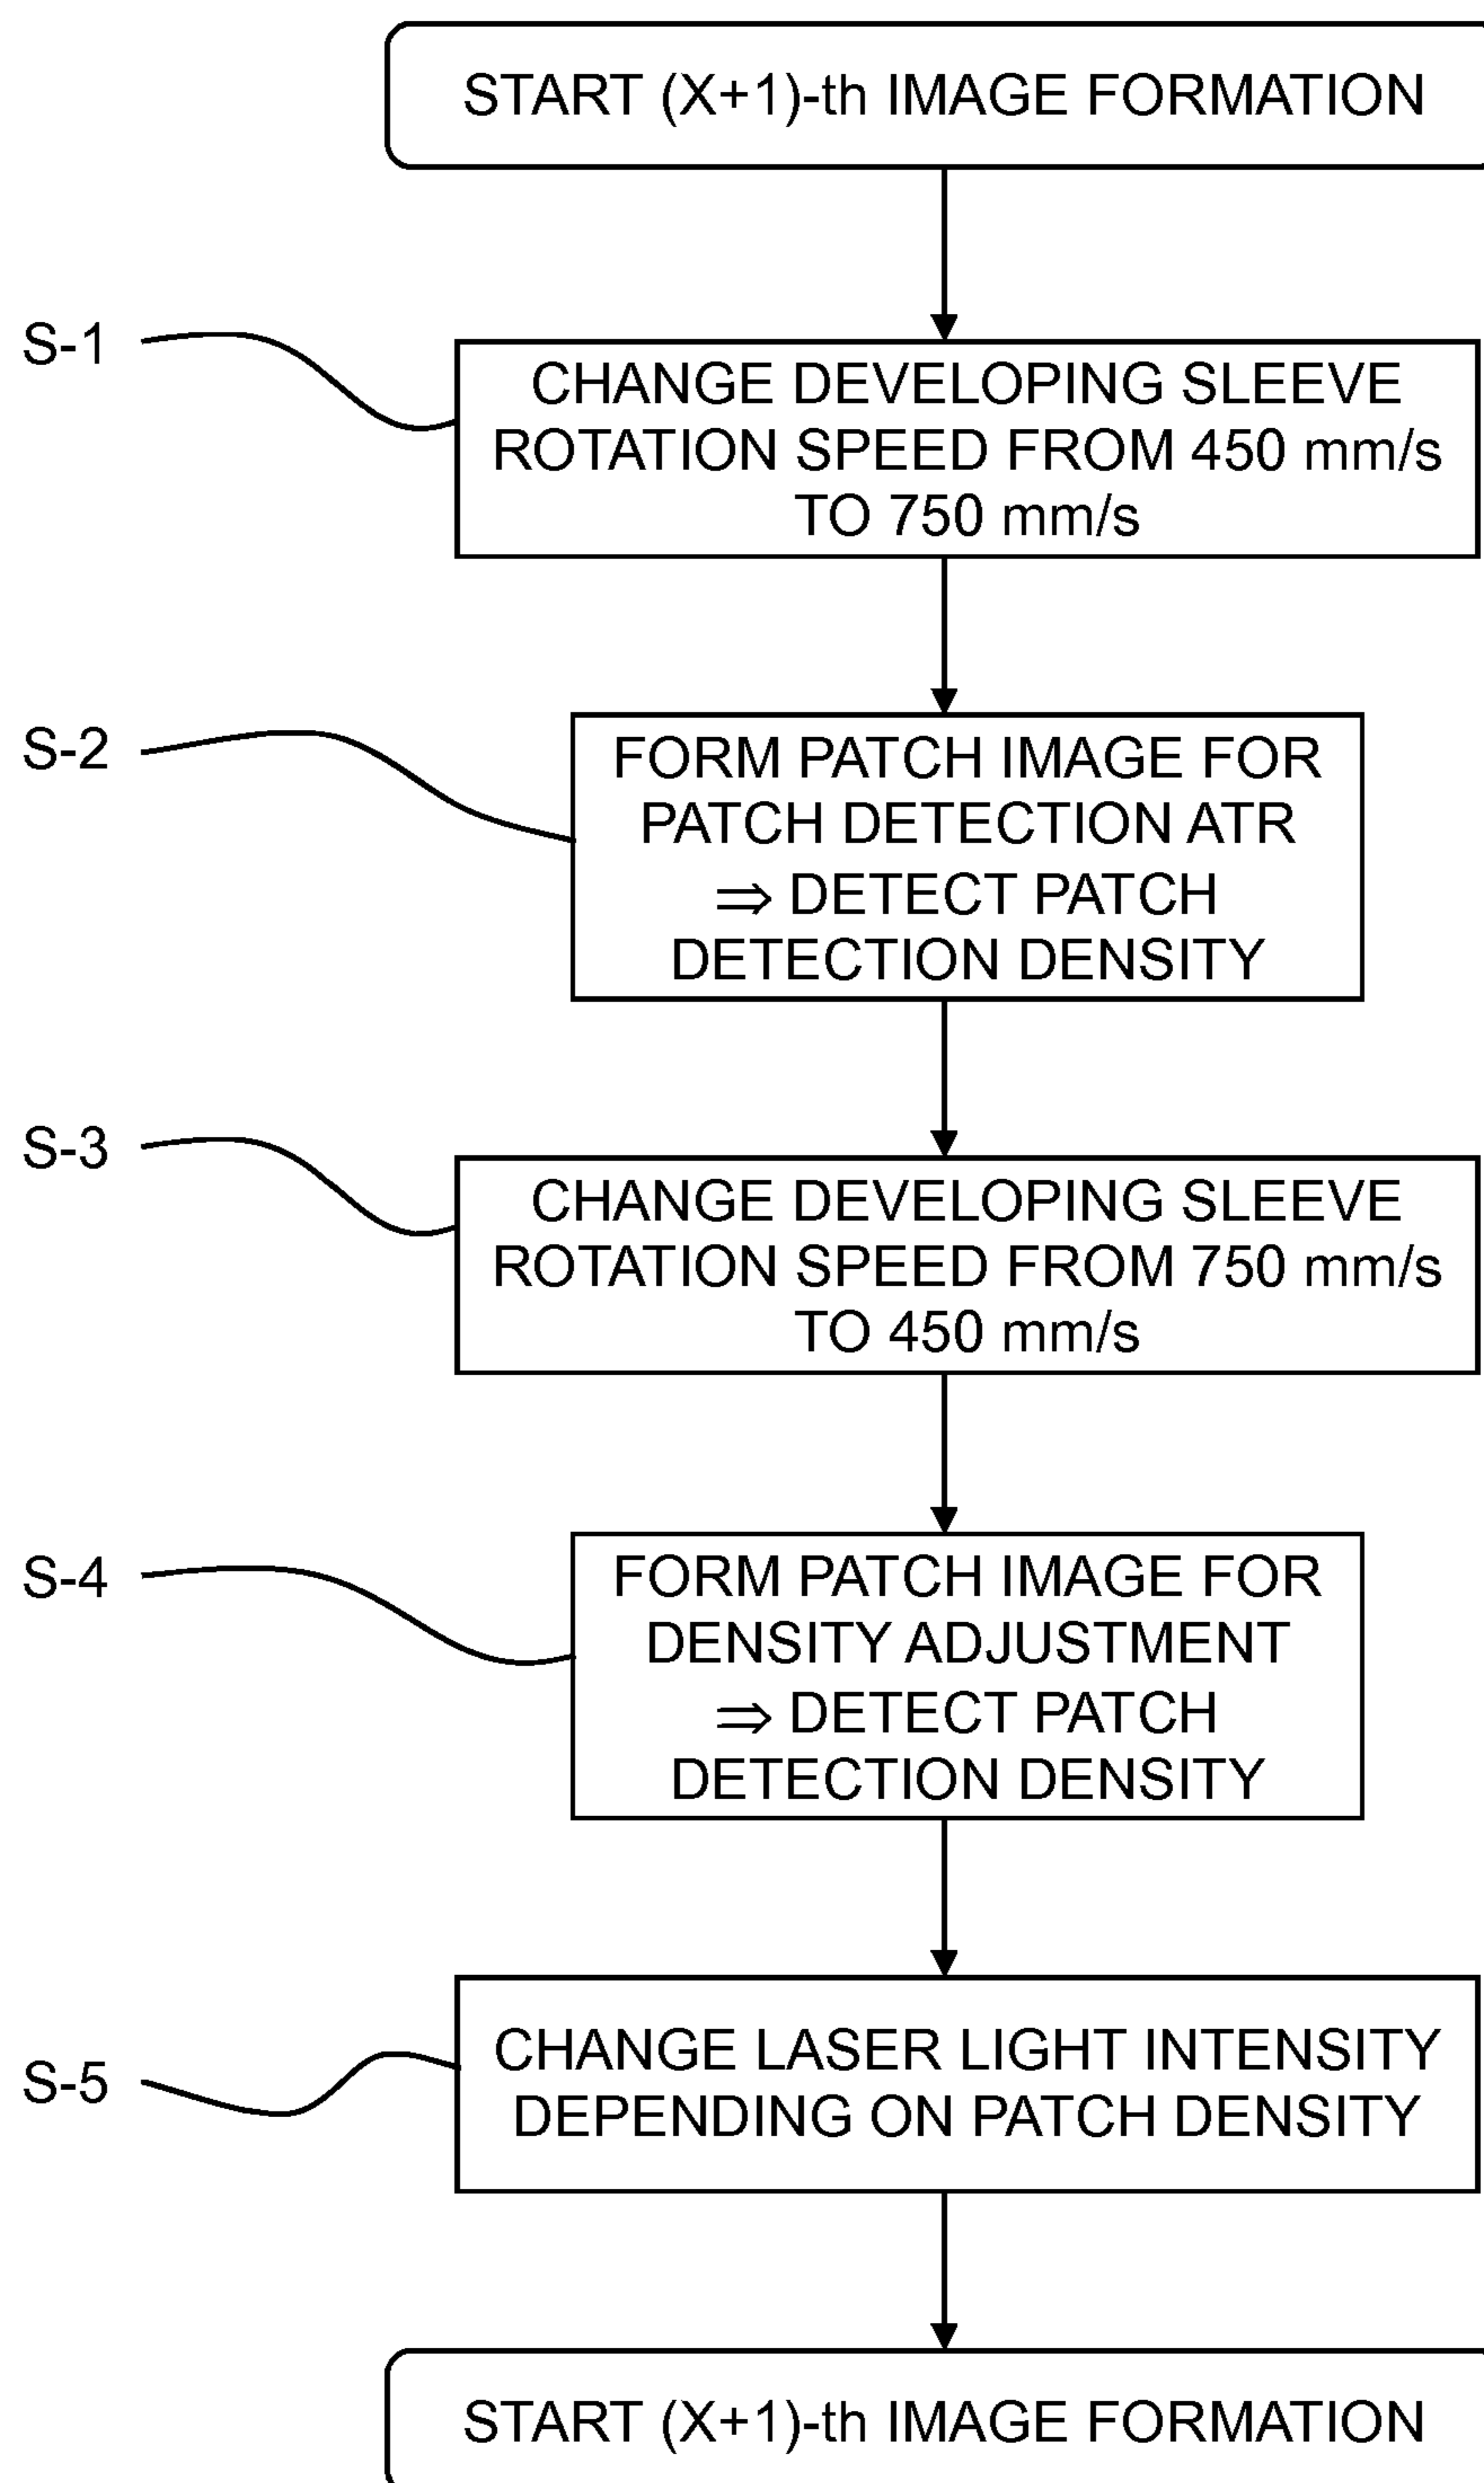 START (X+1)-th IMAGE FORMATION
S-1
CHANGE DEVELOPING SLEEVE
ROTATION SPEED FROM 450 mm/s
TO 750 mm/s
S-2
FORM PATCH IMAGE FOR
PATCH DETECTION ATR
⇒ DETECT PATCH
DETECTION DENSITY
S-3
CHANGE DEVELOPING SLEEVE
ROTATION SPEED FROM 750 mm/s
TO 450 mm/s
S-4
FORM PATCH IMAGE FOR
DENSITY ADJUSTMENT
⇒ DETECT PATCH
DETECTION DENSITY
S-5
CHANGE LASER LIGHT INTENSITY
DEPENDING ON PATCH DENSITY
START (X+1)-th IMAGE FORMATION